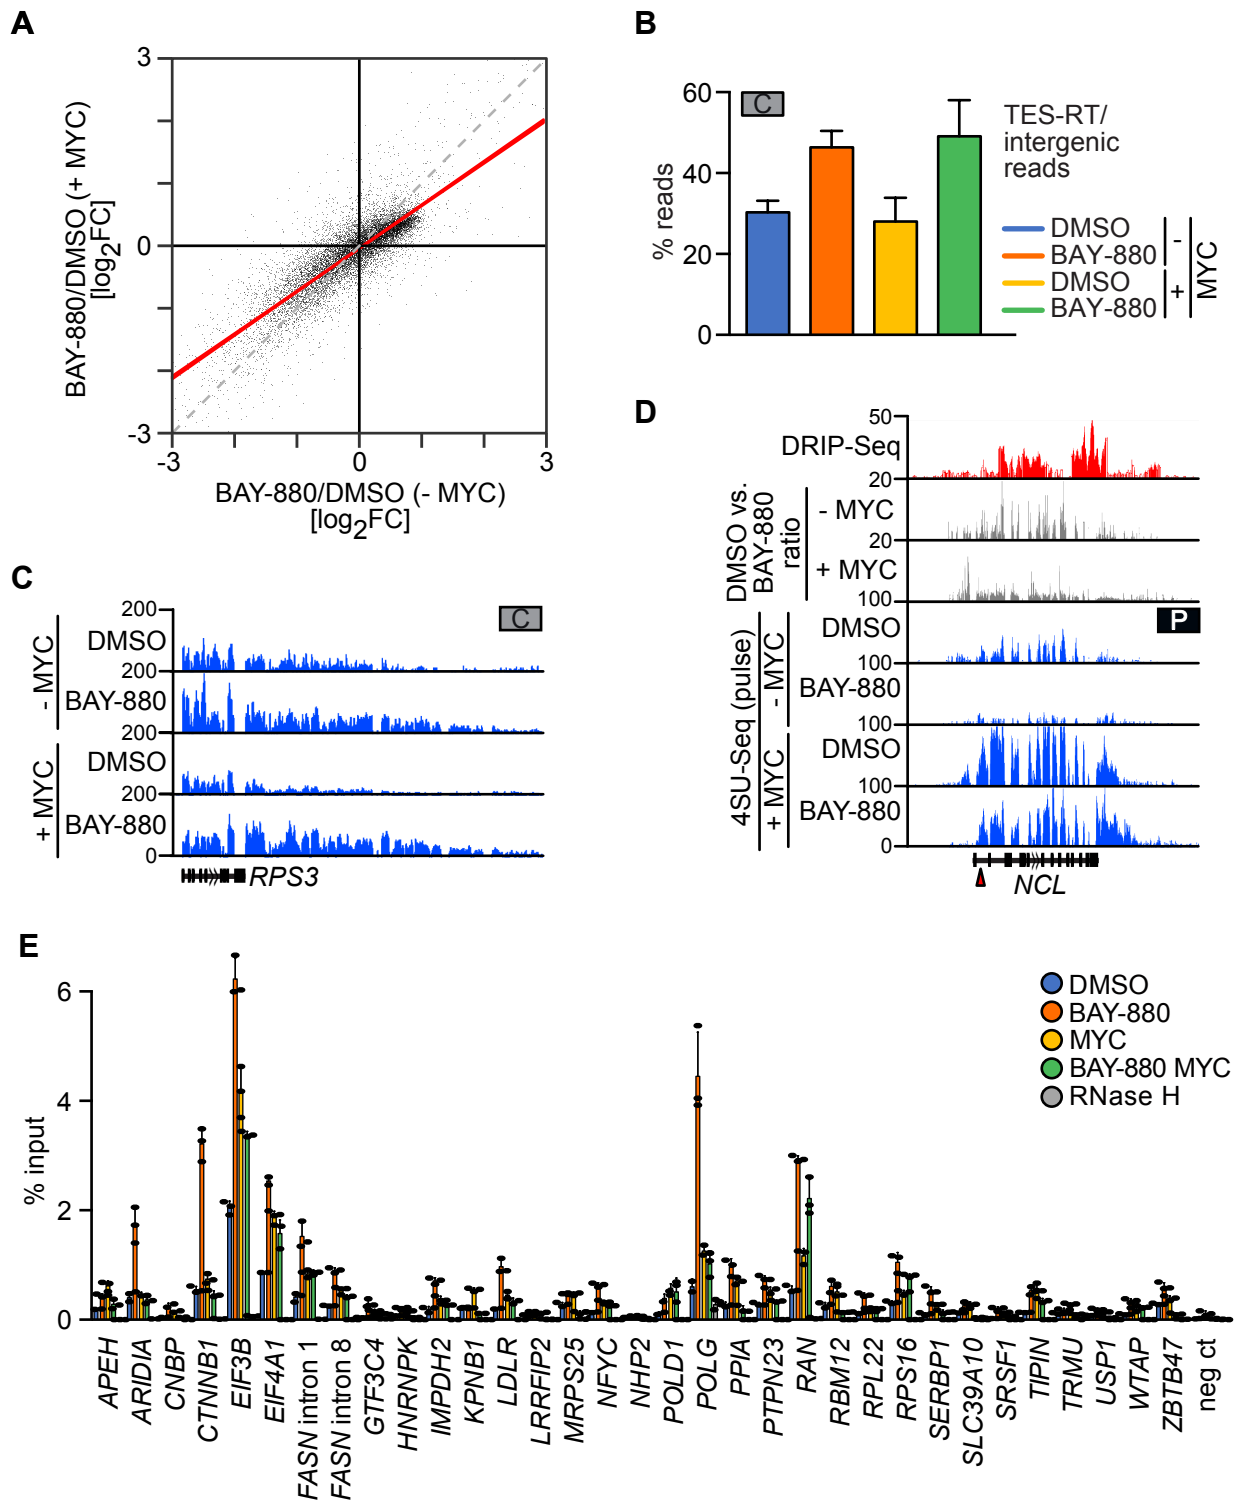 A
3
0
-3
-3
0
3
BAY-880/DMSO (+ MYC)
[log2FC]
BAY-880/DMSO (- MYC)
[log2FC]
B
60
40
20
0
% reads
C
TES-RT/
intergenic
reads
DMSO
BAY-880
DMSO
BAY-880
-
+
MYC
C
200
200
200
200
0
- MYC
+ MYC
DMSO
BAY-880
DMSO
BAY-880
C
RPS3
D
50
DRIP-Seq
20
DMSO vs.
BAY-880
ratio
- MYC
20
+ MYC
100
P
4SU-Seq (pulse)
- MYC
+ MYC
DMSO
100
BAY-880
100
DMSO
100
BAY-880
0
NCL
E
6
4
2
0
% input
DMSO
BAY-880
MYC
BAY-880 MYC
RNase H
APEH
ARIDIA
CNBP
CTNNB1
EIF3B
EIF4A1
FASN intron 1
FASN intron 8
GTF3C4
HNRNPK
IMPDH2
KPNB1
LDLR
LRRFIP2
MRPS25
NFYC
NHP2
POLD1
POLG
PPIA
PTPN23
RAN
RBM12
RPL22
RPS16
SERBP1
SLC39A10
SRSF1
TIPIN
TRMU
USP1
WTAP
ZBTB47
neg ct